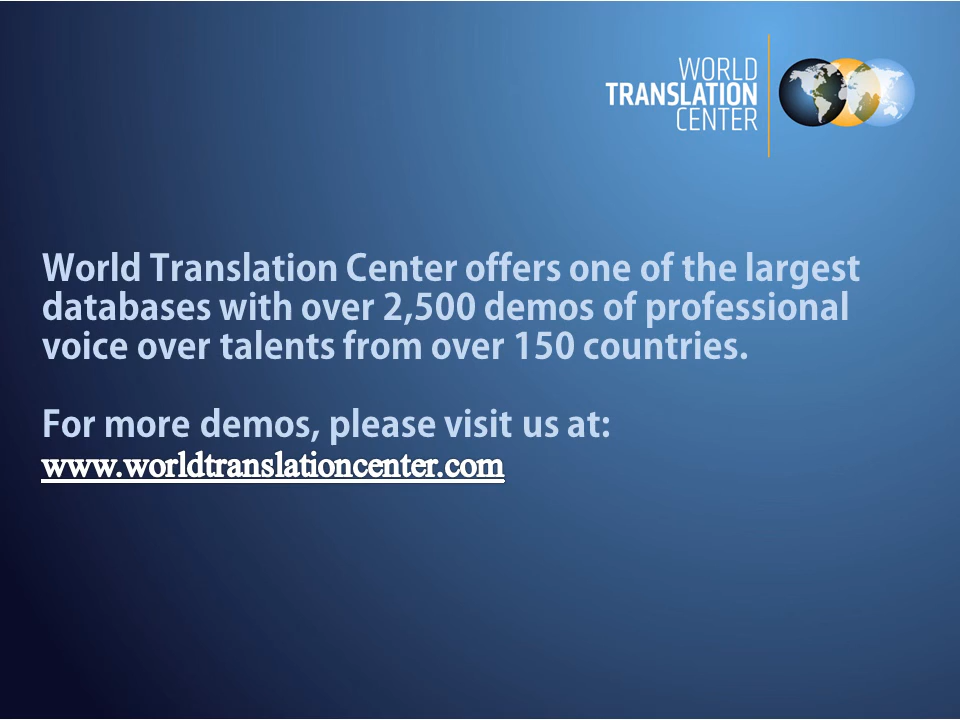 WORLD
TRANSLATION
CENTER
World Translation Center offers one of the largest
databases with over 2,500 demos of professional
voice over talents from over 150 countries.
For more demos, please visit us at:
www.worldtranslationcenter.com